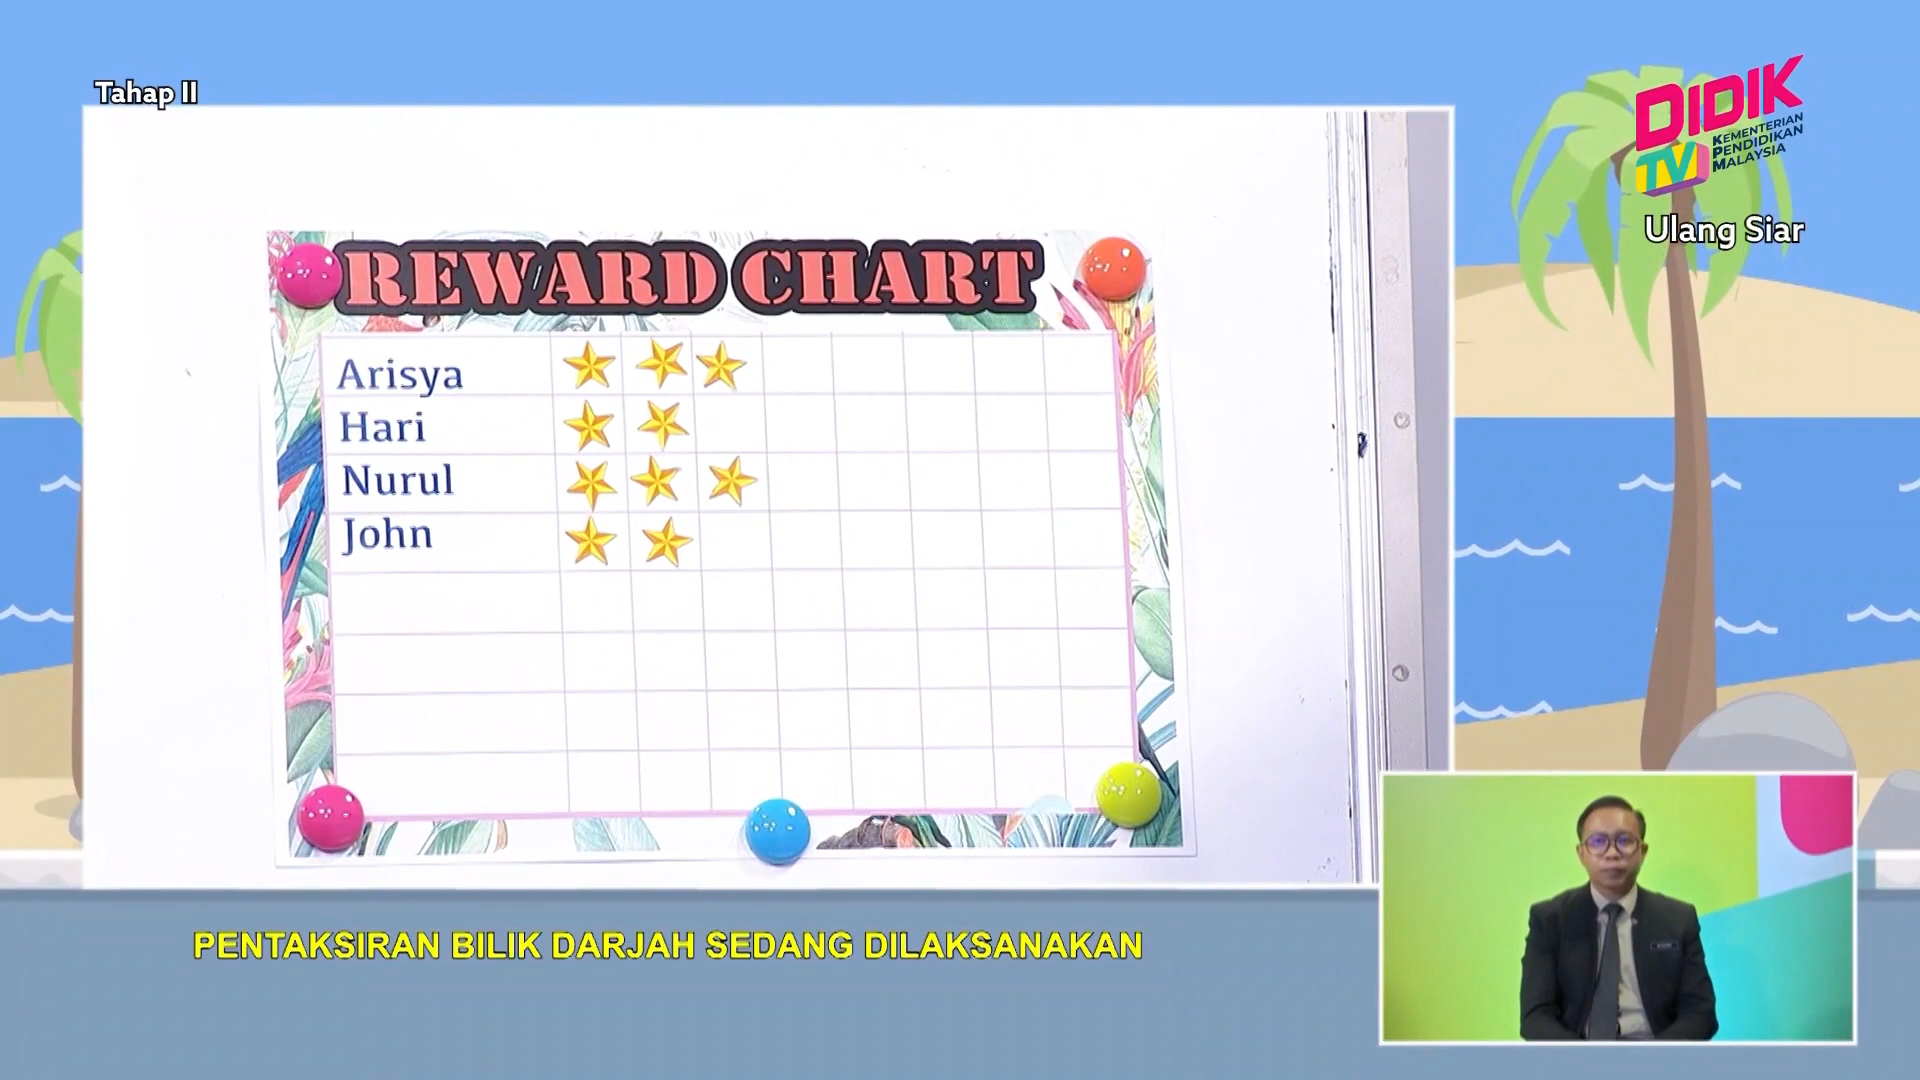 Tahap II
DIDIK
TV
KEMENTERIAN
PENDIDIKAN
MALAYSIA
Ulang Siar
REWARD CHART
Arisya
Hari
Nurul
John
PENTAKSIRAN BILIK DARJAH SEDANG DILAKSANAKAN